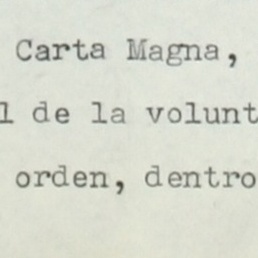 Carta Magna,
l de la volunt
orden, dentro